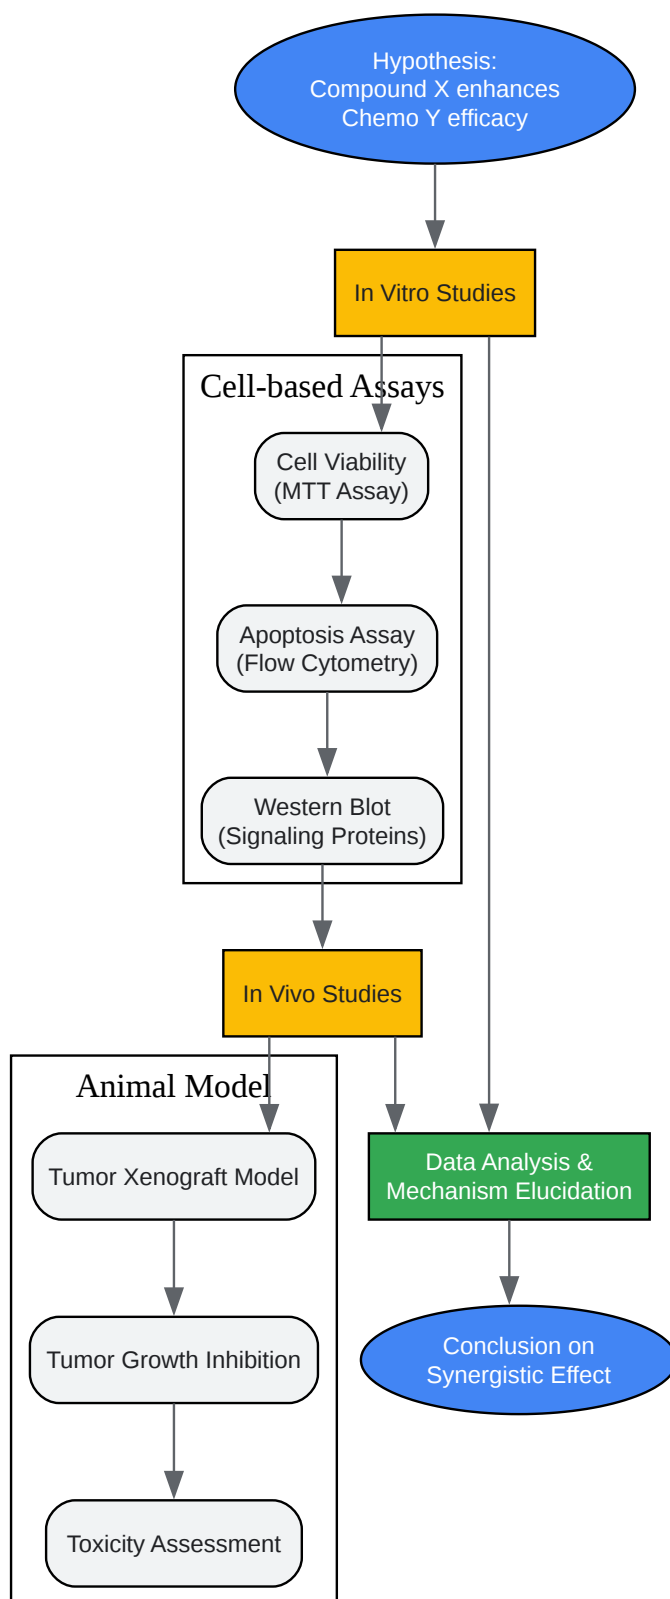 Hypothesis:
Compound X enhances
Chemo Y efficacy
In Vitro Studies
Cell-based Assays
Cell Viability
(MTT Assay)
Apoptosis Assay
(Flow Cytometry)
Western Blot
(Signaling Proteins)
In Vivo Studies
Animal Model
Tumor Xenograft Model
Data Analysis &
Mechanism Elucidation
Tumor Growth Inhibition
Conclusion on
Synergistic Effect
Toxicity Assessment